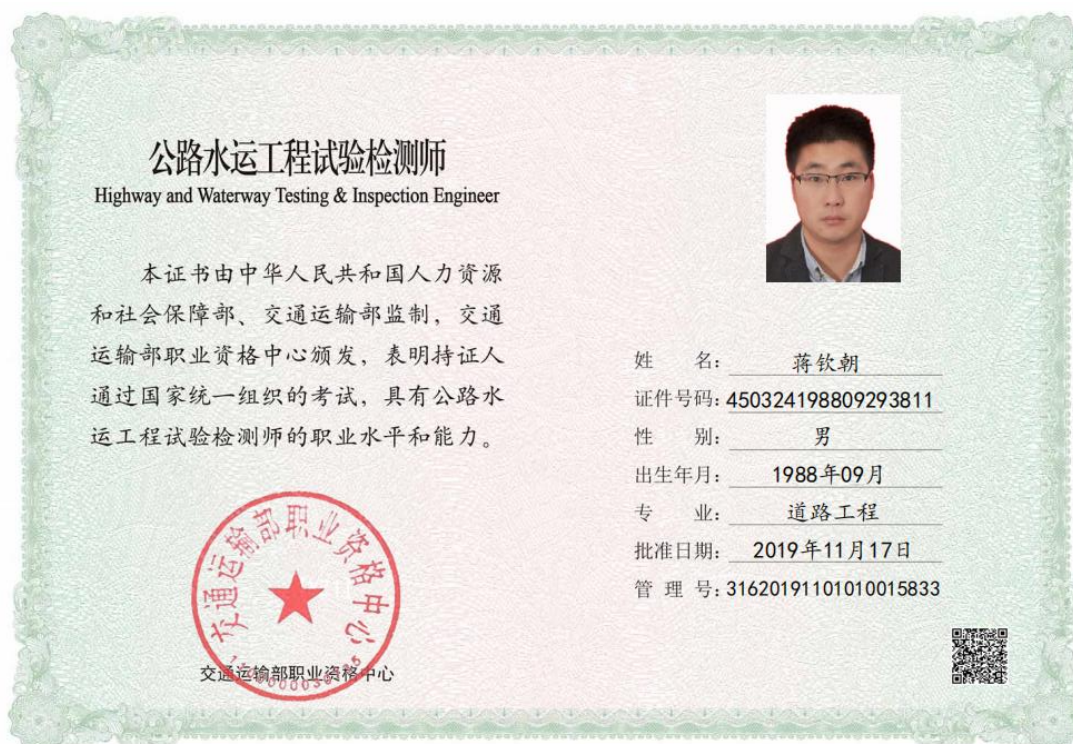 公路水运工程试验检测师
Highway and Waterway Testing & Inspection Engineer
本证书由中华人民共和国人力资源
和社会保障部、交通运输部监制，交通
运输部职业资格中心颁发，表明持证人
通过国家统一组织的考试，具有公路水
运工程试验检测师的职业水平和能力。
交通运输部职业资格中心
交通运输部职业资格中心
姓 名：蒋钦朝
证件号码：450324198809293811
性 别：男
出生年月：1988年09月
专 业：道路工程
批准日期：2019年11月17日
管 理 号：31620191101010015833